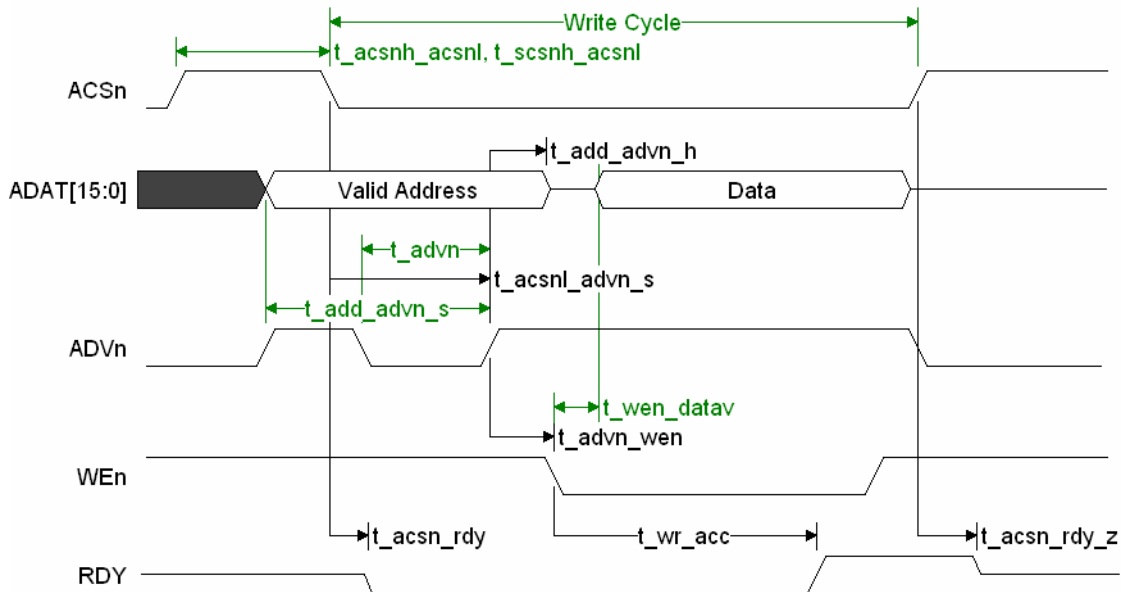 Write Cycle
t_acsnh_acsnl, t_scsnh_acsnl
ACSn
t_add_advn_h
ADAT[15:0]
Valid Address
Data
t_advn
t_acsnl_advn_s
t_add_advn_s
ADVn
t_wen_datav
t_advn_wen
WEn
t_acsn_rdy
t_wr_acc
t_acsn_rdy_z
RDY